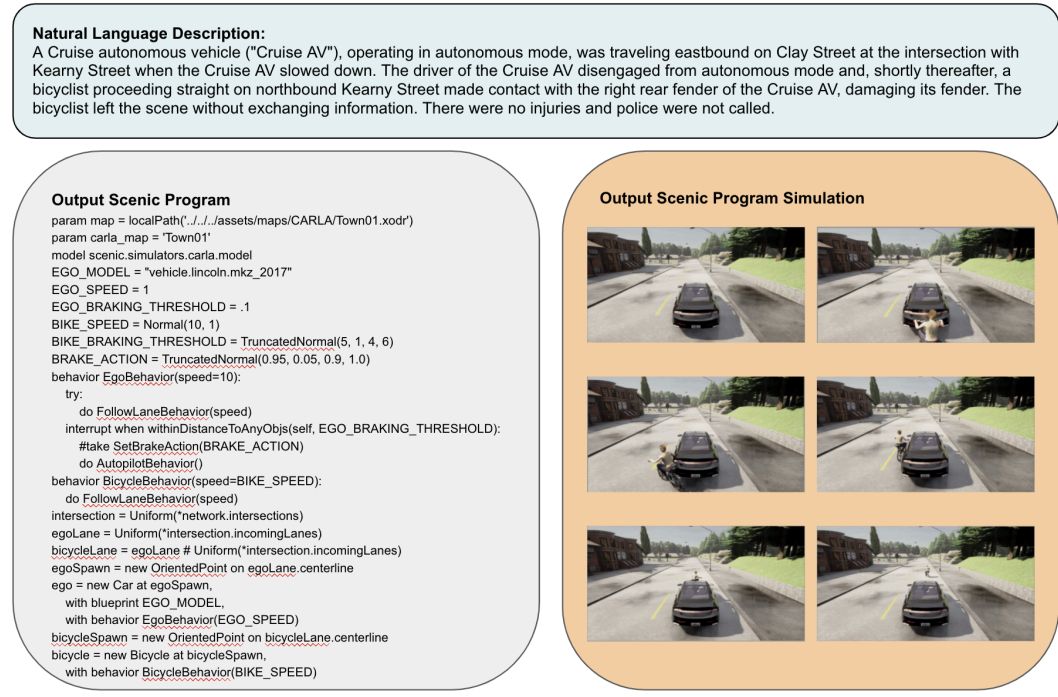 Natural Language Description:
A Cruise autonomous vehicle ("Cruise AV"), operating in autonomous mode, was traveling eastbound on Clay Street at the intersection with
Kearny Street when the Cruise AV slowed down. The driver of the Cruise AV disengaged from autonomous mode and, shortly thereafter, a
bicyclist proceeding straight on northbound Kearny Street made contact with the right rear fender of the Cruise AV, damaging its fender. The
bicyclist left the scene without exchanging information. There were no injuries and police were not called.
Output Scenic Program
param map = localPath('../../../assets/maps/CARLA/Town01.xodr')
param carla_map = 'Town01'
model scenic.simulators.carla.model
EGO_MODEL = "vehicle.lincoln.mkz_2017"
EGO_SPEED = 1
EGO_BRAKING_THRESHOLD = .1
BIKE_SPEED = Normal(10, 1)
BIKE_BRAKING_THRESHOLD = TruncatedNormal(5, 1, 4, 6)
BRAKE_ACTION = TruncatedNormal(0.95, 0.05, 0.9, 1.0)
behavior EgoBehavior(speed=10):
    try:
        do FollowLaneBehavior(speed)
    interrupt when withinDistanceToAnyObjs(self, EGO_BRAKING_THRESHOLD):
        #take SetBrakeAction(BRAKE_ACTION)
        do AutopilotBehavior()
behavior BicycleBehavior(speed=BIKE_SPEED):
    do FollowLaneBehavior(speed)
intersection = Uniform(*network.intersections)
egoLane = Uniform(*intersection.incomingLanes)
bicycleLane = egoLane # Uniform(*intersection.incomingLanes)
egoSpawn = new OrientedPoint on egoLane.centerline
ego = new Car at egoSpawn,
    with blueprint EGO_MODEL,
    with behavior EgoBehavior(EGO_SPEED)
bicycleSpawn = new OrientedPoint on bicycleLane.centerline
bicycle = new Bicycle at bicycleSpawn,
    with behavior BicycleBehavior(BIKE_SPEED)
Output Scenic Program Simulation